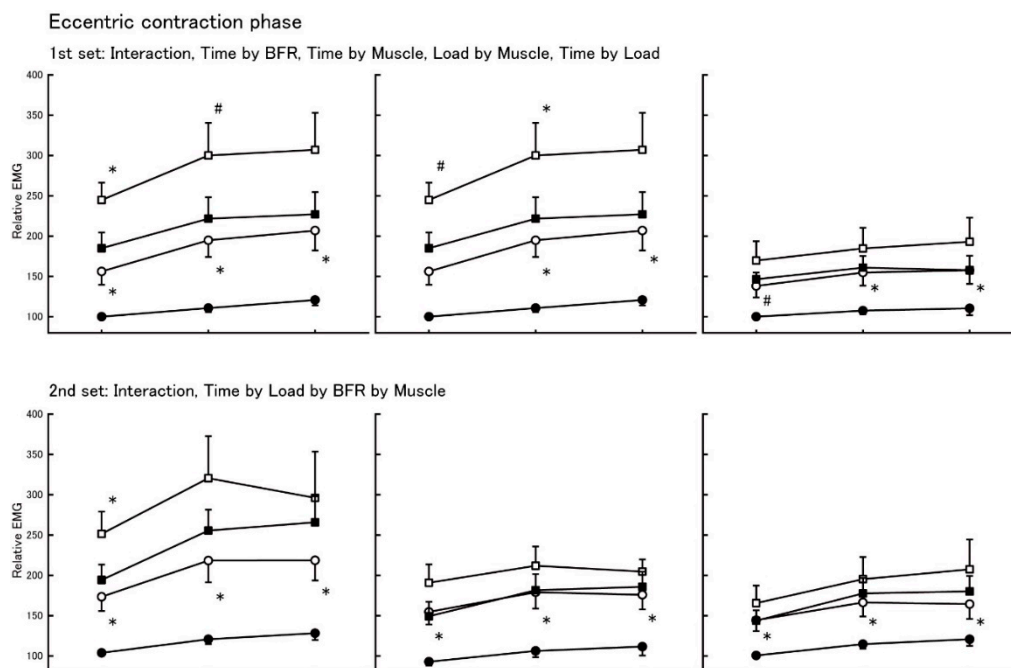 Eccentric contraction phase
1st set: Interaction, Time by BFR, Time by Muscle, Load by Muscle, Time by Load
400
350
300
250
200
150
100
Relative EMG
* # * *
* # * * *
# * *
2nd set: Interaction, Time by Load by BFR by Muscle
400
350
300
250
200
150
100
Relative EMG
* * * *
* * *
* * *